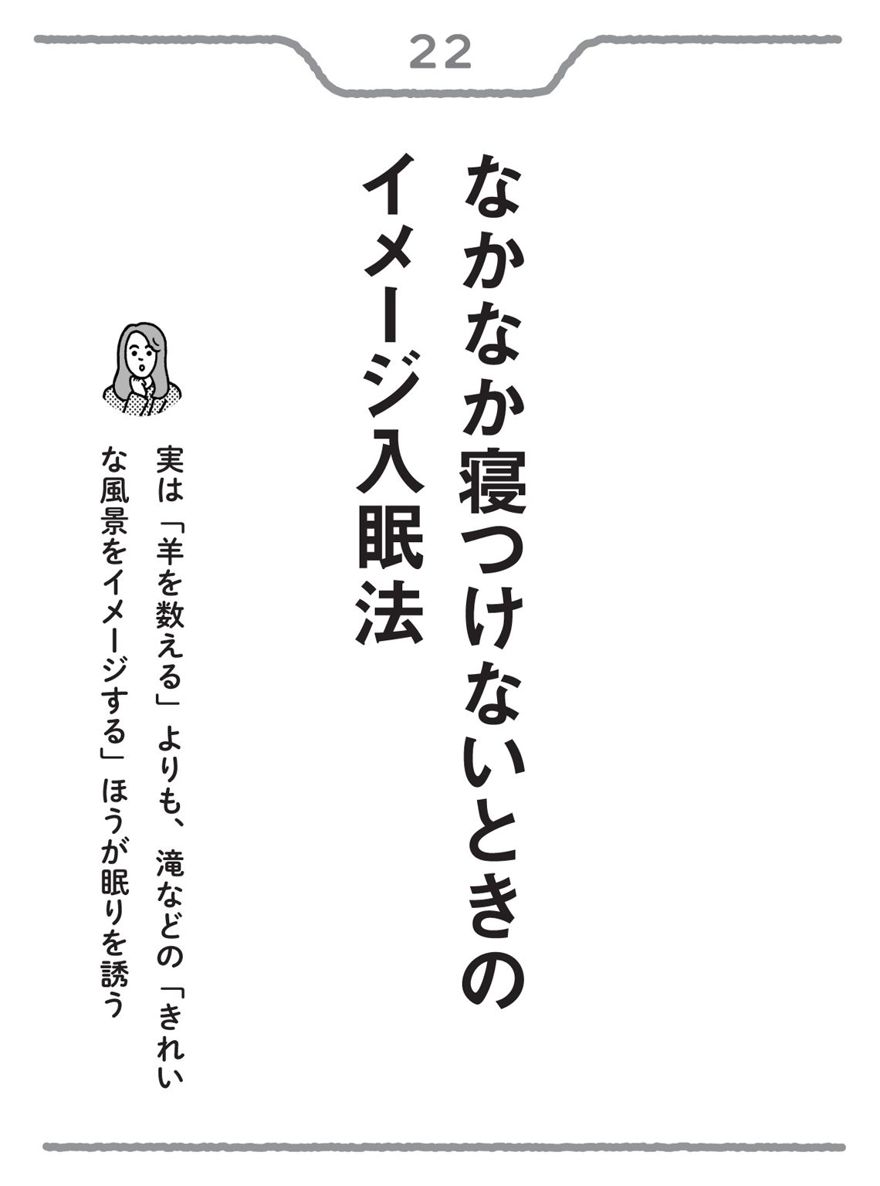 22
なかなか寝つけないときの
イメージ入眠法
実は「羊を数える」よりも、滝などの「きれい
な風景をイメージする」ほうが眠りを誘う